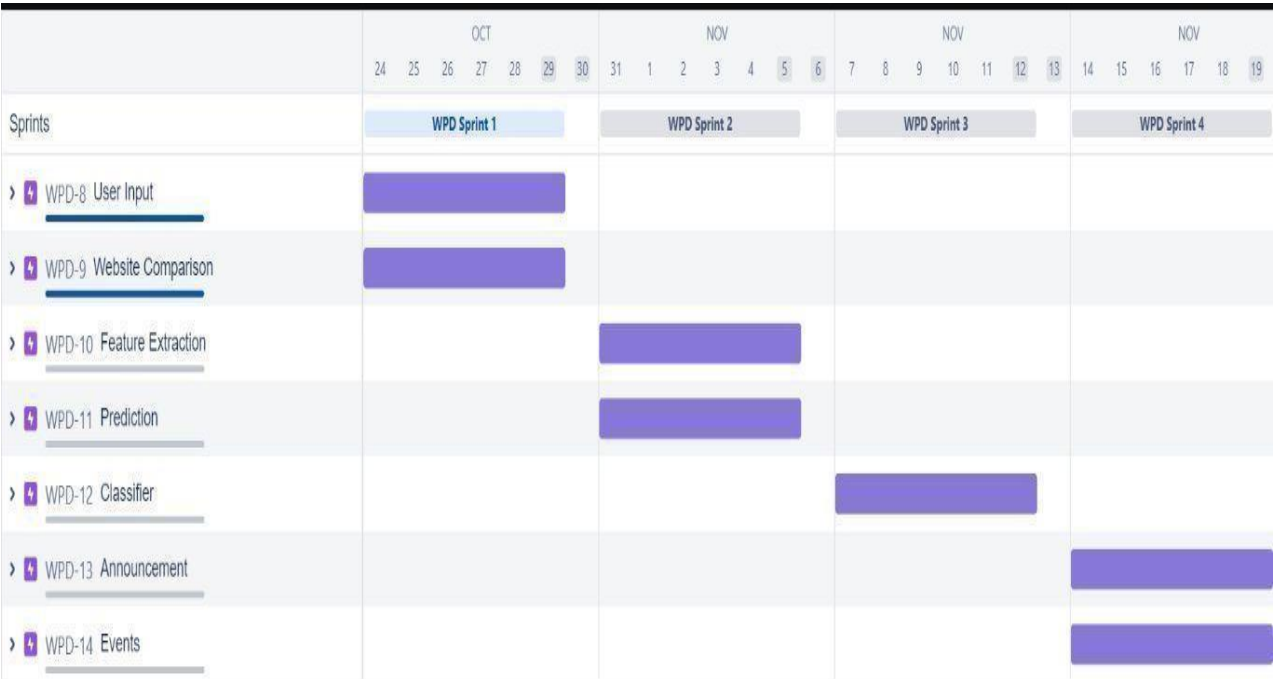 OCT NOV NOV NOV
24 25 26 27 28 29 30 31 1 2 3 4 5 6 7 8 9 10 11 12 13 14 15 16 17 18 19
Sprints WPD Sprint 1 WPD Sprint 2 WPD Sprint 3 WPD Sprint 4
WPD-8 User Input
WPD-9 Website Comparison
WPD-10 Feature Extraction
WPD-11 Prediction
WPD-12 Classifier
WPD-13 Announcement
WPD-14 Events